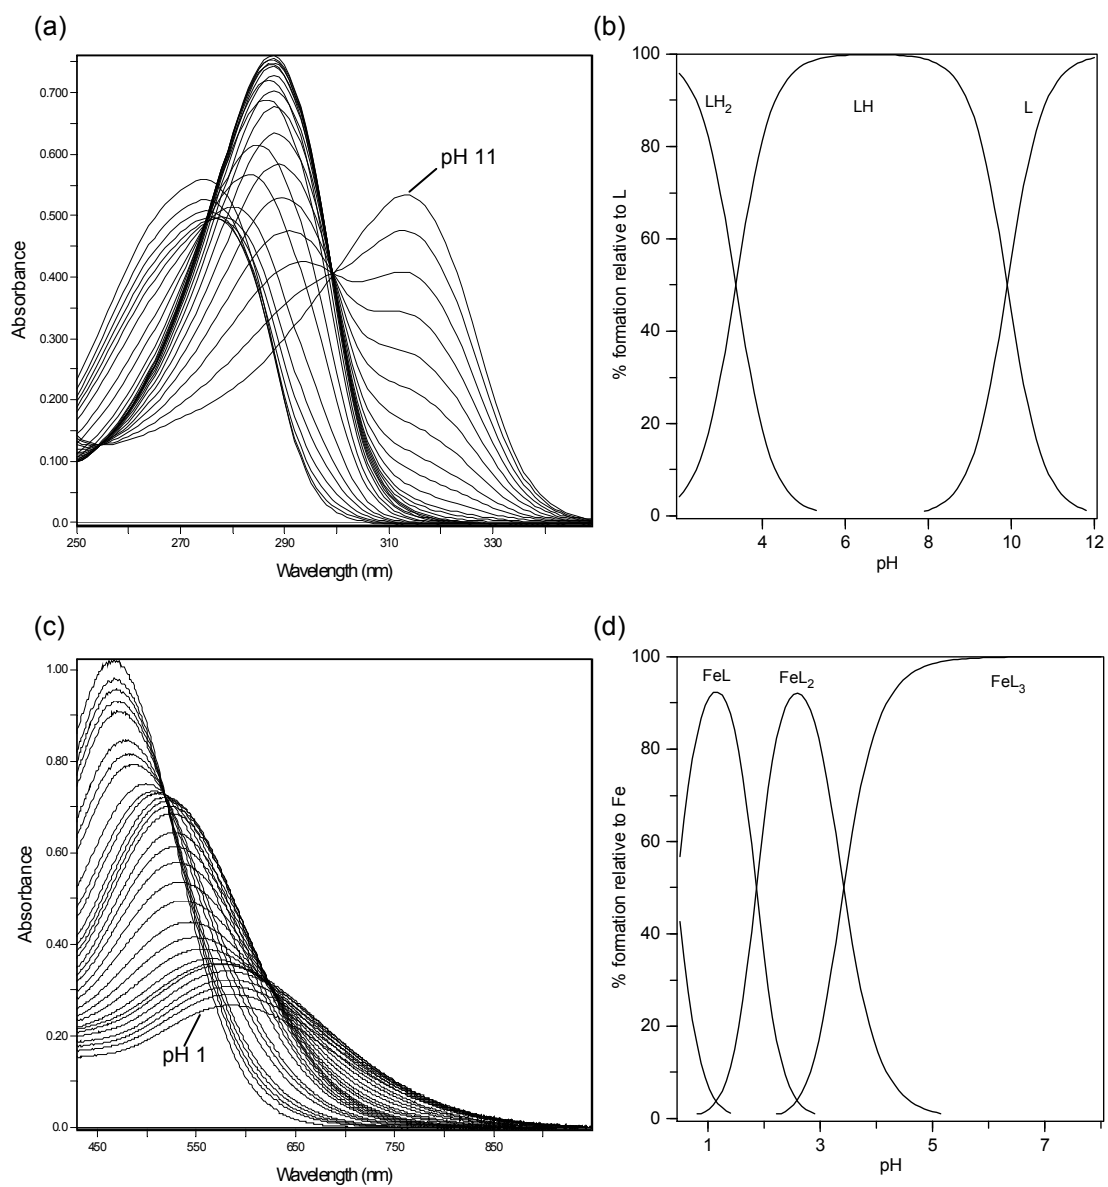 (a)
(b)
0.700
0.600
0.500
0.400
0.300
0.200
0.100
0.0
Absorbance
pH 11
250
270
290
310
330
Wavelength (nm)
100
80
60
40
20
0
% formation relative to L
LH2
LH
L
4
6
8
10
12
pH
(c)
(d)
1.00
0.80
0.60
0.40
0.20
0.0
Absorbance
pH 1
450
550
650
750
850
Wavelength (nm)
100
80
60
40
20
0
% formation relative to Fe
FeL
FeL2
FeL3
1
3
5
7
pH